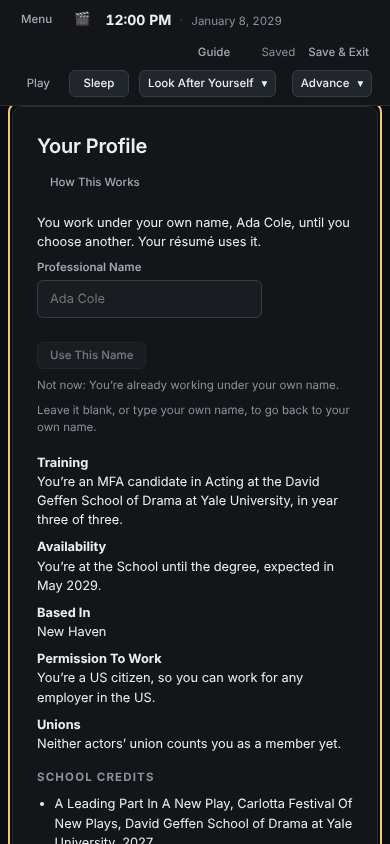 Menu 🎬 12:00 PM · January 8, 2029
Guide Saved Save & Exit
Play Sleep Look After Yourself ▾ Advance ▾
Your Profile
How This Works
You work under your own name, Ada Cole, until you
choose another. Your résumé uses it.
Professional Name
Ada Cole
Use This Name
Not now: You’re already working under your own name.
Leave it blank, or type your own name, to go back to your
own name.
Training
You’re an MFA candidate in Acting at the David
Geffen School of Drama at Yale University, in year
three of three.
Availability
You’re at the School until the degree, expected in
May 2029.
Based In
New Haven
Permission To Work
You’re a US citizen, so you can work for any
employer in the US.
Unions
Neither actors’ union counts you as a member yet.
SCHOOL CREDITS
• A Leading Part In A New Play, Carlotta Festival Of
New Plays, David Geffen School of Drama at Yale
University, 2027